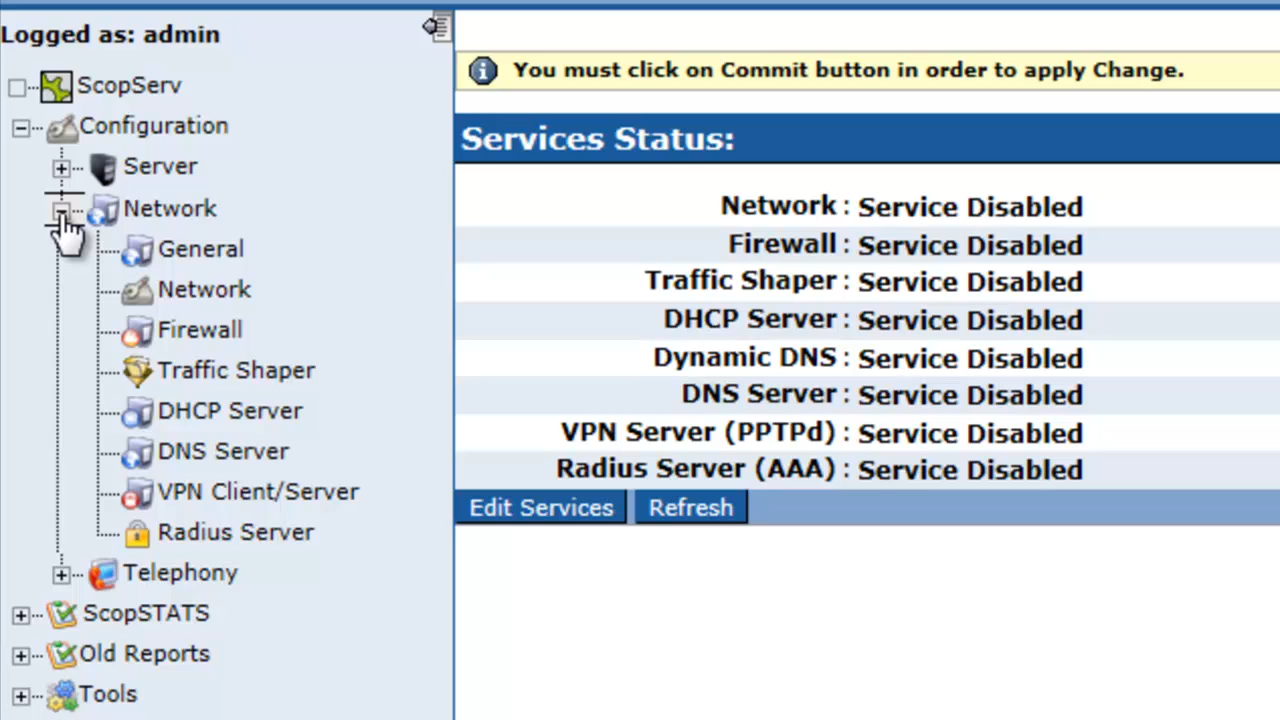 Logged as: admin
ScopServ
Configuration
Server
Network
General
Network
Firewall
Traffic Shaper
DHCP Server
DNS Server
VPN Client/Server
Radius Server
Telephony
ScopSTATS
Old Reports
Tools
You must click on Commit button in order to apply Change.
Services Status:
Network : Service Disabled
Firewall : Service Disabled
Traffic Shaper : Service Disabled
DHCP Server : Service Disabled
Dynamic DNS : Service Disabled
DNS Server : Service Disabled
VPN Server (PPTPd) : Service Disabled
Radius Server (AAA) : Service Disabled
Edit Services Refresh